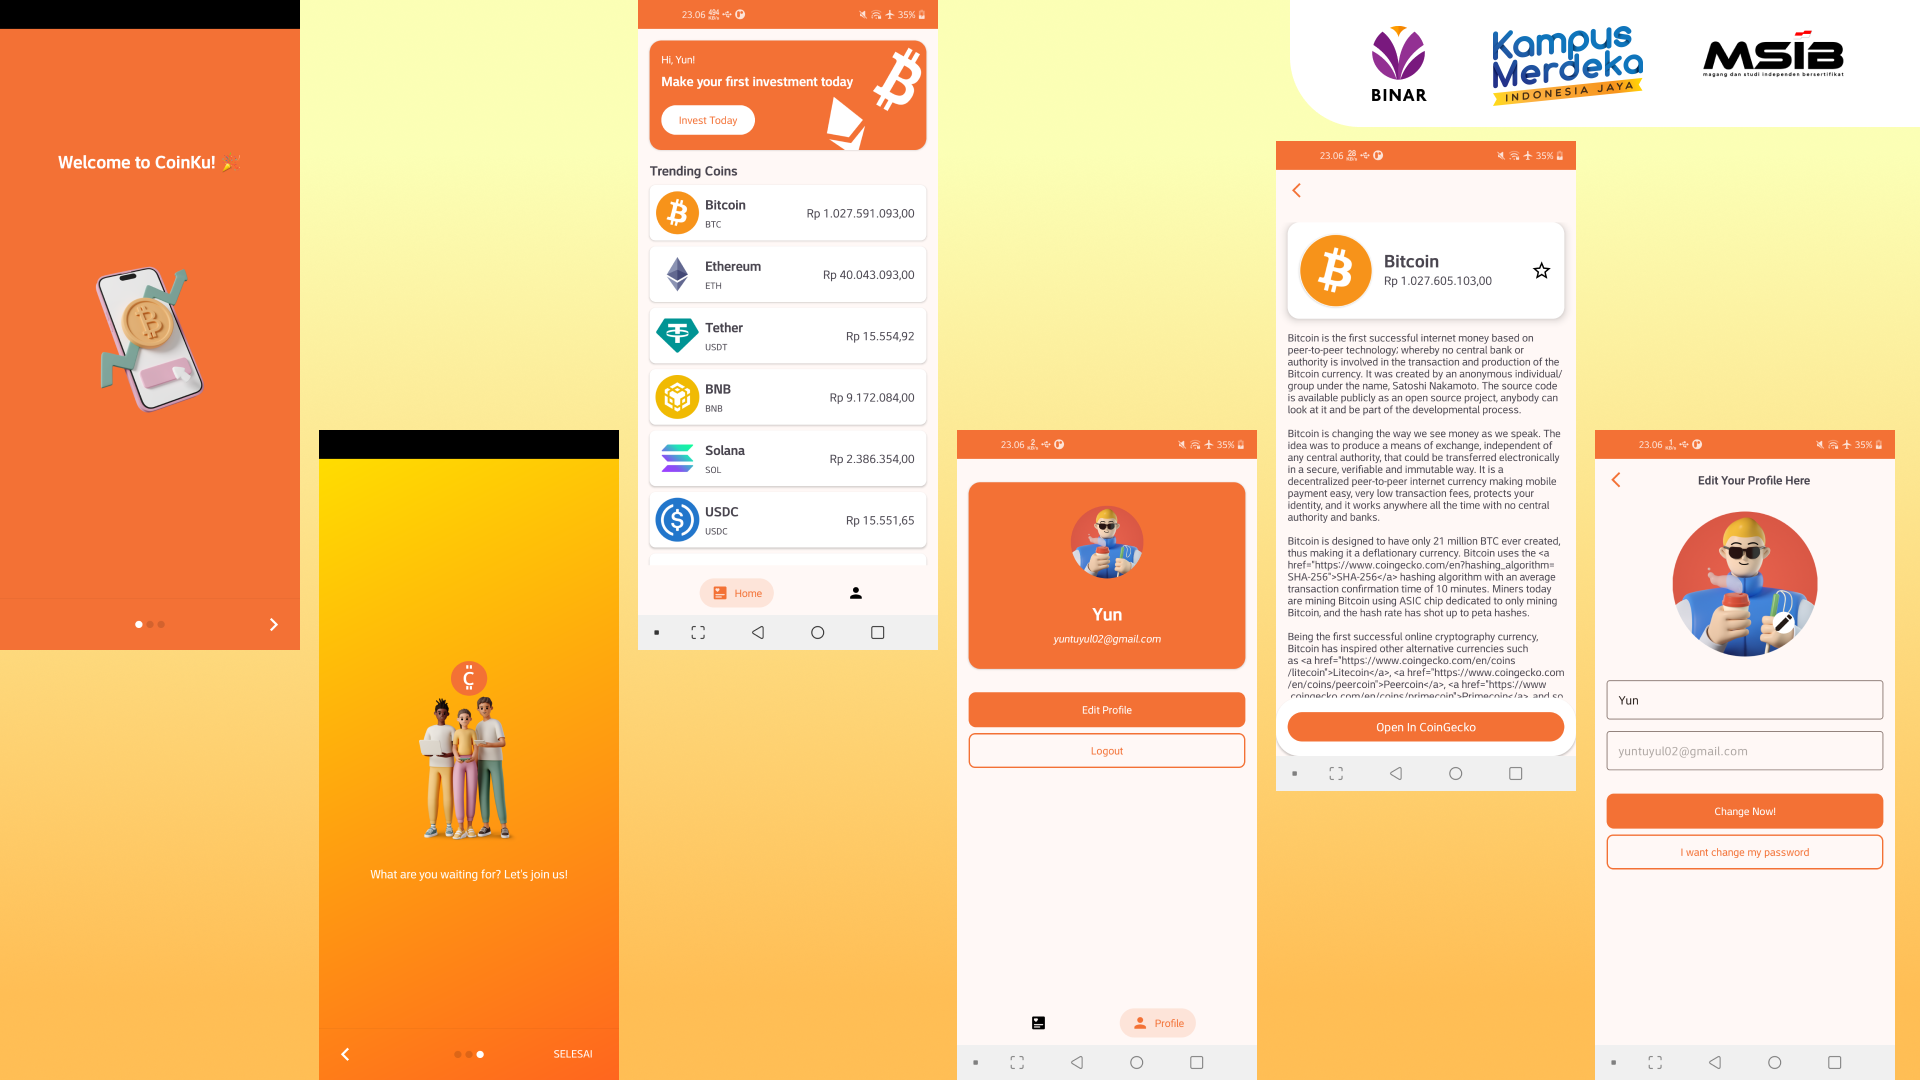 Welcome to CoinKu!
What are you waiting for? Let's join us!
SELESAI
23.06 494 KB/s 35%
Hi, Yun!
Make your first investment today
Invest Today
Trending Coins
Bitcoin
BTC
Rp 1.027.591.093,00
Ethereum
ETH
Rp 40.043.093,00
Tether
USDT
Rp 15.554,92
BNB
BNB
Rp 9.172.084,00
Solana
SOL
Rp 2.386.354,00
USDC
USDC
Rp 15.551,65
Home
23.06 2 KB/s 35%
Yun
yuntuyul02@gmail.com
Edit Profile
Logout
Profile
BINAR
Kampus
Merdeka
INDONESIA JAYA
MSIB
magang dan studi independen bersertifikat
23.06 28 KB/s 35%
Bitcoin
Rp 1.027.605.103,00
Bitcoin is the first successful internet money based on
peer-to-peer technology; whereby no central bank or
authority is involved in the transaction and production of the
Bitcoin currency. It was created by an anonymous individual/
group under the name, Satoshi Nakamoto. The source code
is available publicly as an open source project, anybody can
look at it and be part of the developmental process.
Bitcoin is changing the way we see money as we speak. The
idea was to produce a means of exchange, independent of
any central authority, that could be transferred electronically
in a secure, verifiable and immutable way. It is a
decentralized peer-to-peer internet currency making mobile
payment easy, very low transaction fees, protects your
identity, and it works anywhere all the time with no central
authority and banks.
Bitcoin is designed to have only 21 million BTC ever created,
thus making it a deflationary currency. Bitcoin uses the <a
href="https://www.coingecko.com/en?hashing_algorithm=
SHA-256">SHA-256</a> hashing algorithm with an average
transaction confirmation time of 10 minutes. Miners today
are mining Bitcoin using ASIC chip dedicated to only mining
Bitcoin, and the hash rate has shot up to peta hashes.
Being the first successful online cryptography currency,
Bitcoin has inspired other alternative currencies such
as <a href="https://www.coingecko.com/en/coins
/litecoin">Litecoin</a>, <a href="https://www.coingecko.com
/en/coins/peercoin">Peercoin</a>, <a href="https://www
.coingecko.com/en/coins/primecoin">Primecoin</a>, and so
Open In CoinGecko
23.06 1 KB/s 35%
Edit Your Profile Here
Yun
yuntuyul02@gmail.com
Change Now!
I want change my password